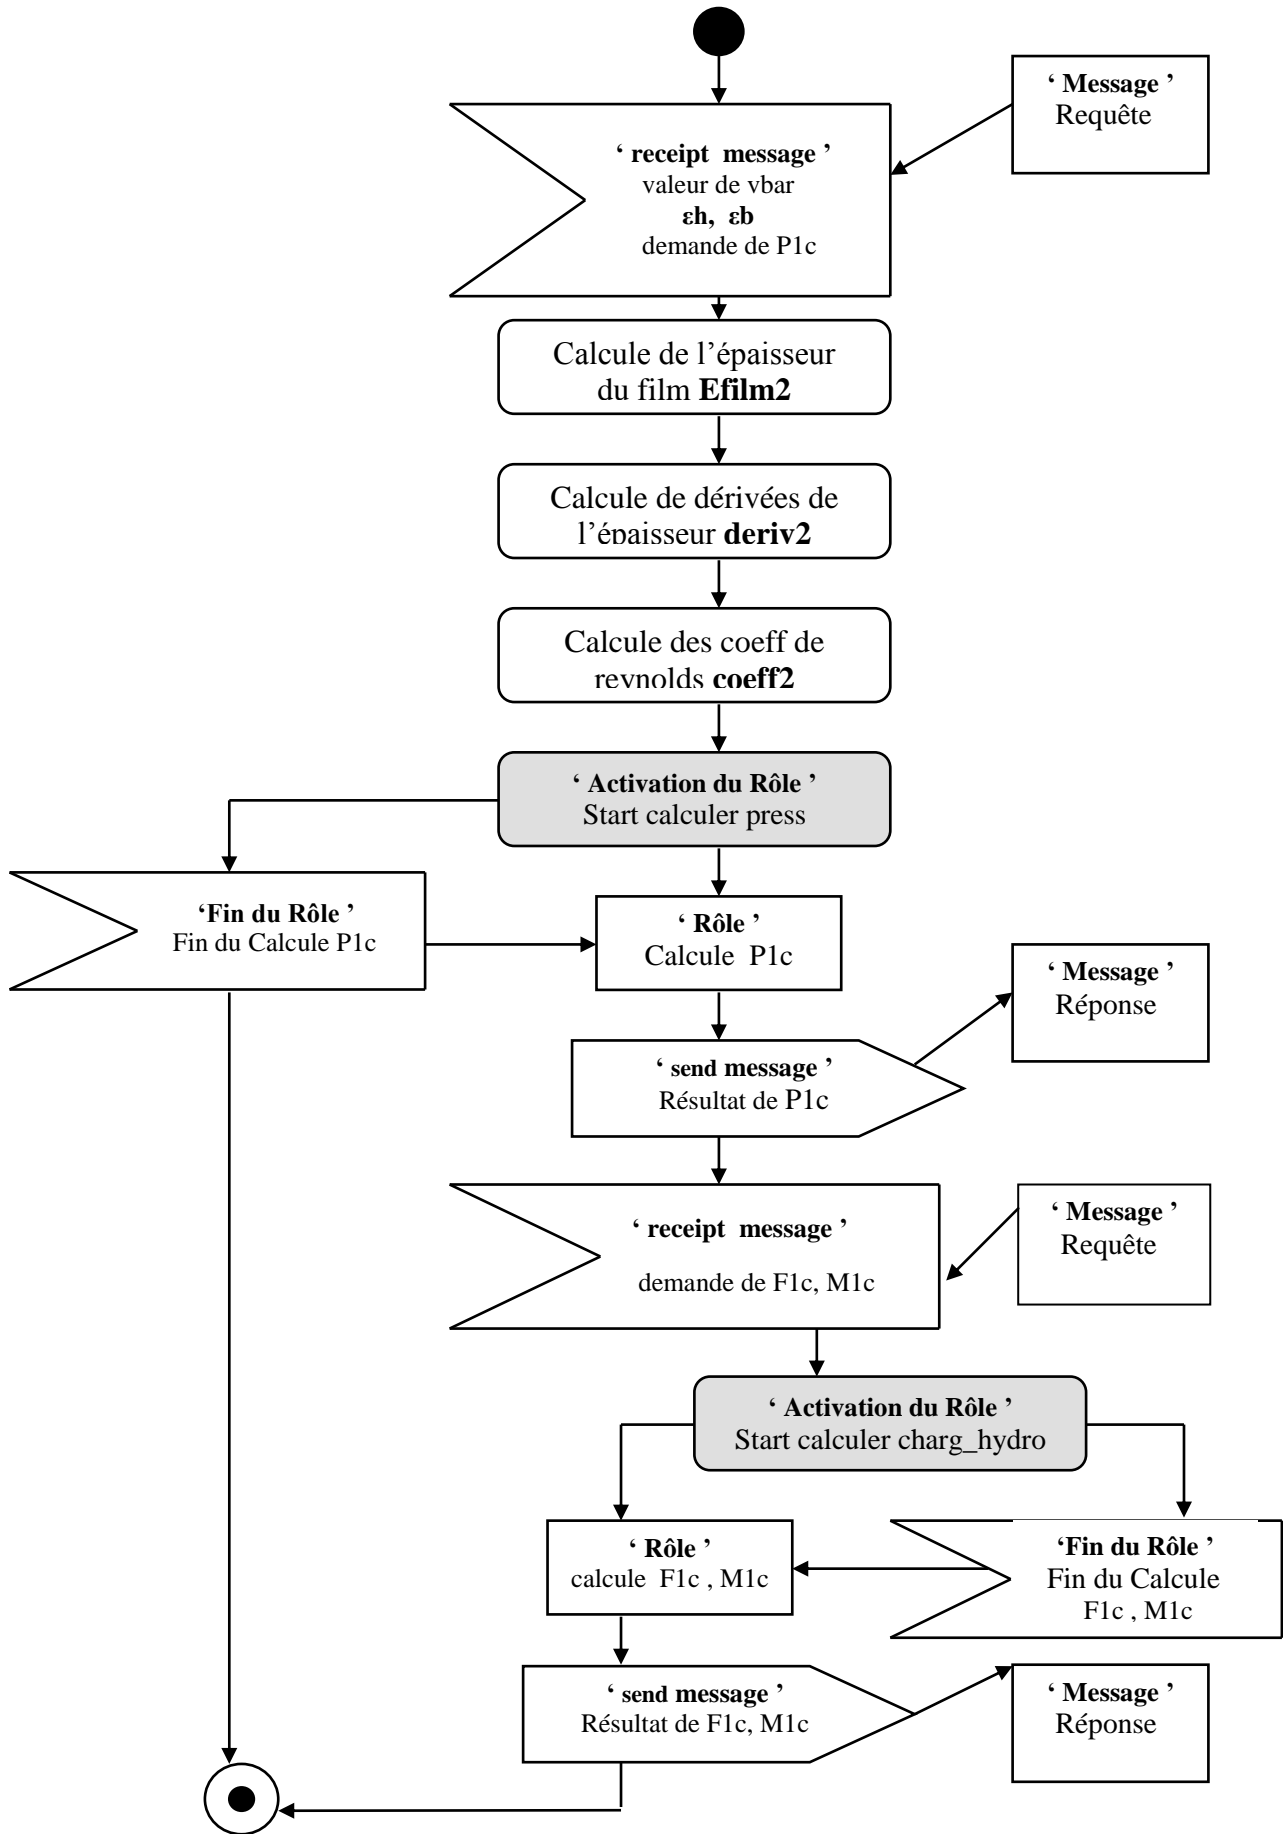 ‘ Message ’
Requête
‘ receipt message ’
valeur de vbar
εh, εb
demande de P1c
Calcule de l’épaisseur
du film Efilm2
Calcule de dérivées de
l’épaisseur deriv2
Calcule des coeff de
reynolds coeff2
‘ Activation du Rôle ’
Start calculer press
‘Fin du Rôle ’
Fin du Calcule P1c
‘ Rôle ’
Calcule P1c
‘ Message ’
Réponse
‘ send message ’
Résultat de P1c
‘ receipt message ’
demande de F1c, M1c
‘ Message ’
Requête
‘ Activation du Rôle ’
Start calculer charg_hydro
‘ Rôle ’
calcule F1c , M1c
‘Fin du Rôle ’
Fin du Calcule
F1c , M1c
‘ send message ’
Résultat de F1c, M1c
‘ Message ’
Réponse